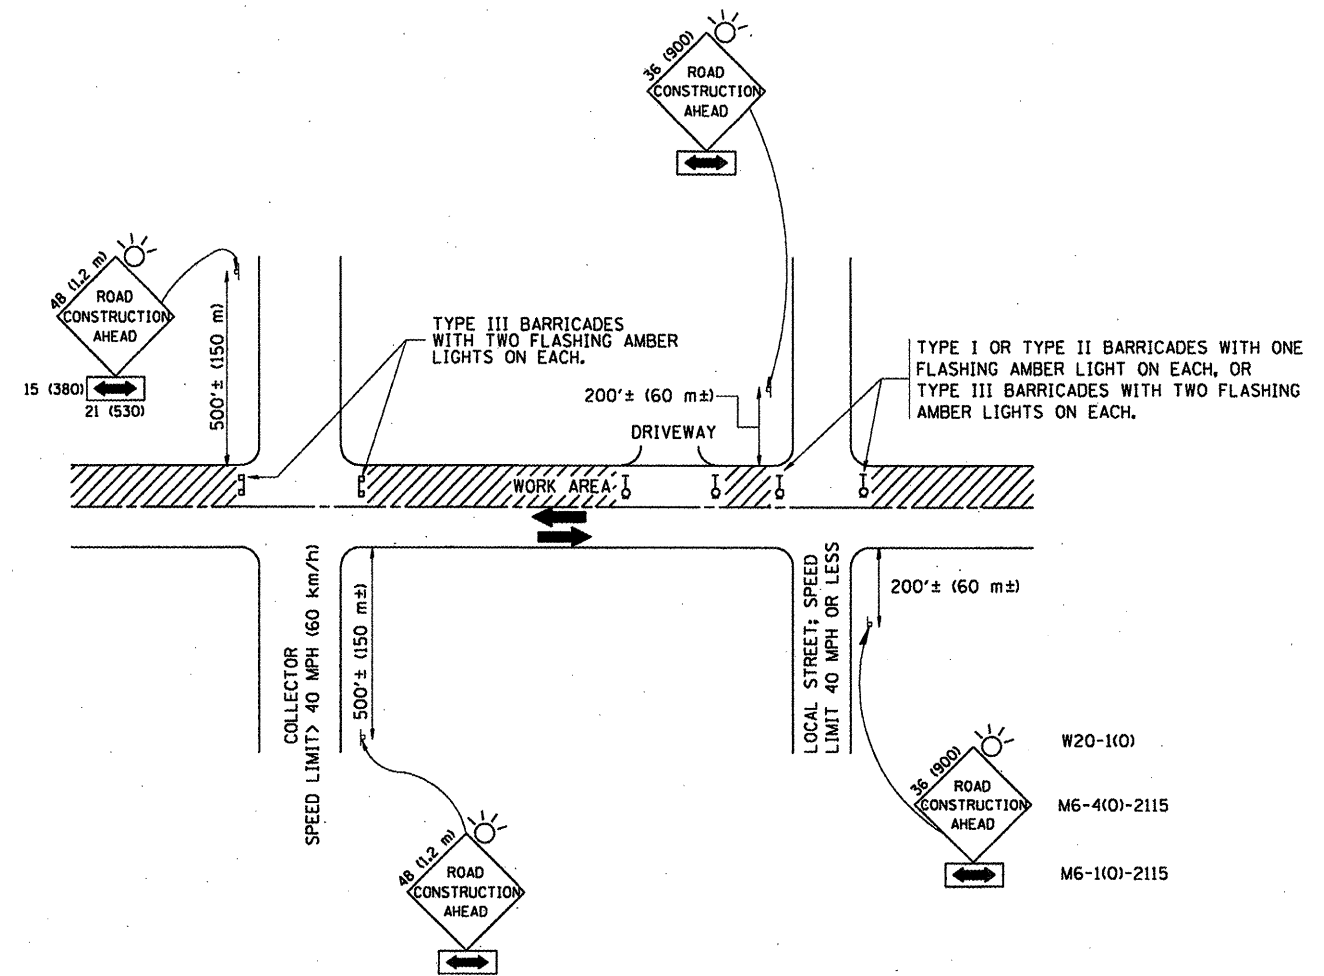 36 (900)
ROAD
CONSTRUCTION
AHEAD
48 (1.2 m)
ROAD
CONSTRUCTION
AHEAD
15 (380)
21 (530)
500'± (150 m)
TYPE III BARRICADES
WITH TWO FLASHING AMBER
LIGHTS ON EACH.
200'± (60 m±)
DRIVEWAY
TYPE I OR TYPE II BARRICADES WITH ONE
FLASHING AMBER LIGHT ON EACH, OR
TYPE III BARRICADES WITH TWO FLASHING
AMBER LIGHTS ON EACH.
WORK AREA
COLLECTOR
SPEED LIMIT> 40 MPH (60 km/h)
500'± (150 m±)
LOCAL STREET; SPEED
LIMIT 40 MPH OR LESS
200'± (60 m±)
48 (1.2 m)
ROAD
CONSTRUCTION
AHEAD
36 (900)
ROAD
CONSTRUCTION
AHEAD
W20-1(O)
M6-4(O)-2115
M6-1(O)-2115